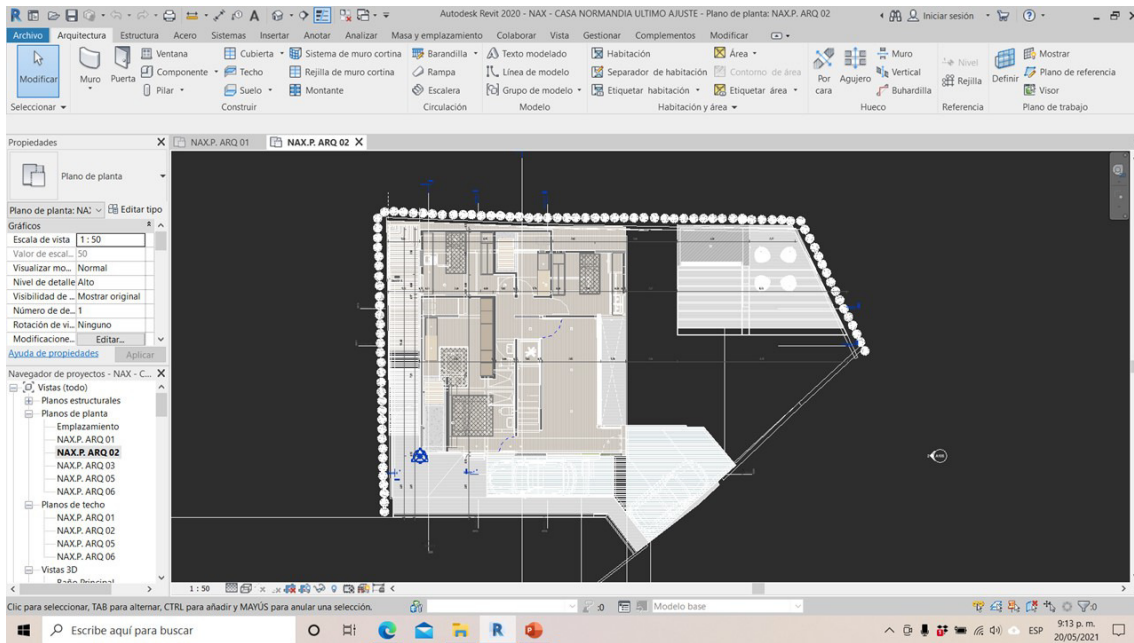 Autodesk Revit 2020 - NAX - CASA NORMANDIA ULTIMO AJUSTE - Plano de planta: NAX.P. ARQ 02
Iniciar sesión
Archivo Arquitectura Estructura Acero Sistemas Insertar Anotar Analizar Masa y emplazamiento Colaborar Vista Gestionar Complementos Modificar
Modificar
Muro
Puerta
Ventana
Componente
Pilar
Cubierta
Techo
Suelo
Sistema de muro cortina
Rejilla de muro cortina
Montante
Barandilla
Rampa
Escalera
Texto modelado
Línea de modelo
Grupo de modelo
Habitación
Separador de habitación
Etiquetar habitación
Área
Contorno de área
Etiquetar área
Por cara
Agujero
Muro
Vertical
Buhardilla
Nivel
Rejilla
Definir
Mostrar
Plano de referencia
Visor
Seleccionar Construir Circulación Modelo Habitación y área Hueco Referencia Plano de trabajo
Propiedades
NAX.P. ARQ 01 NAX.P. ARQ 02
Plano de planta
Plano de planta: NA Editar tipo
Gráficos
Escala de vista 1 : 50
Valor de escal... 50
Visualizar mo... Normal
Nivel de detalle Alto
Visibilidad de ... Mostrar original
Número de de... 1
Rotación de vi... Ninguno
Modificacione... Editar...
Ayuda de propiedades Aplicar
Navegador de proyectos - NAX - C...
Vistas (todo)
Planos estructurales
Planos de planta
Emplazamiento
NAX.P. ARQ 01
NAX.P. ARQ 02
NAX.P. ARQ 03
NAX.P. ARQ 05
NAX.P. ARQ 06
Planos de techo
NAX.P. ARQ 01
NAX.P. ARQ 02
NAX.P. ARQ 05
NAX.P. ARQ 06
Vistas 3D
Baño Principal
1 : 50
Clic para seleccionar, TAB para alternar, CTRL para añadir y MAYÚS para anular una selección.
:0
Modelo base
:0
Escribe aquí para buscar
ESP
9:13 p. m.
20/05/2021